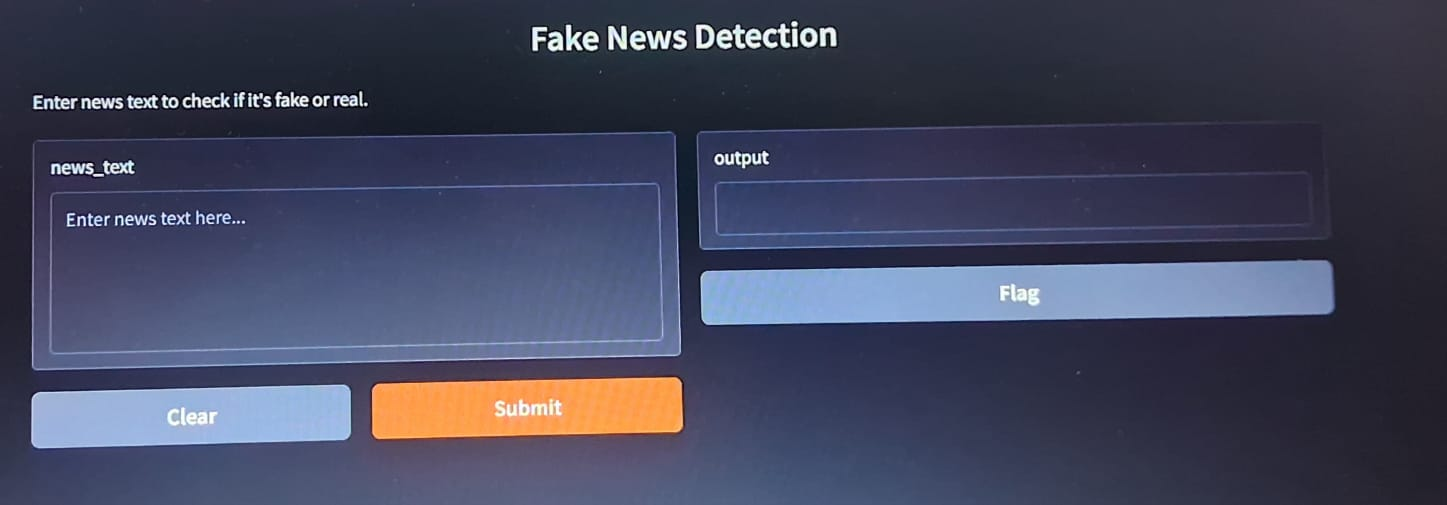 Fake News Detection
Enter news text to check if it's fake or real.
news_text
Enter news text here...
Clear
Submit
output
Flag